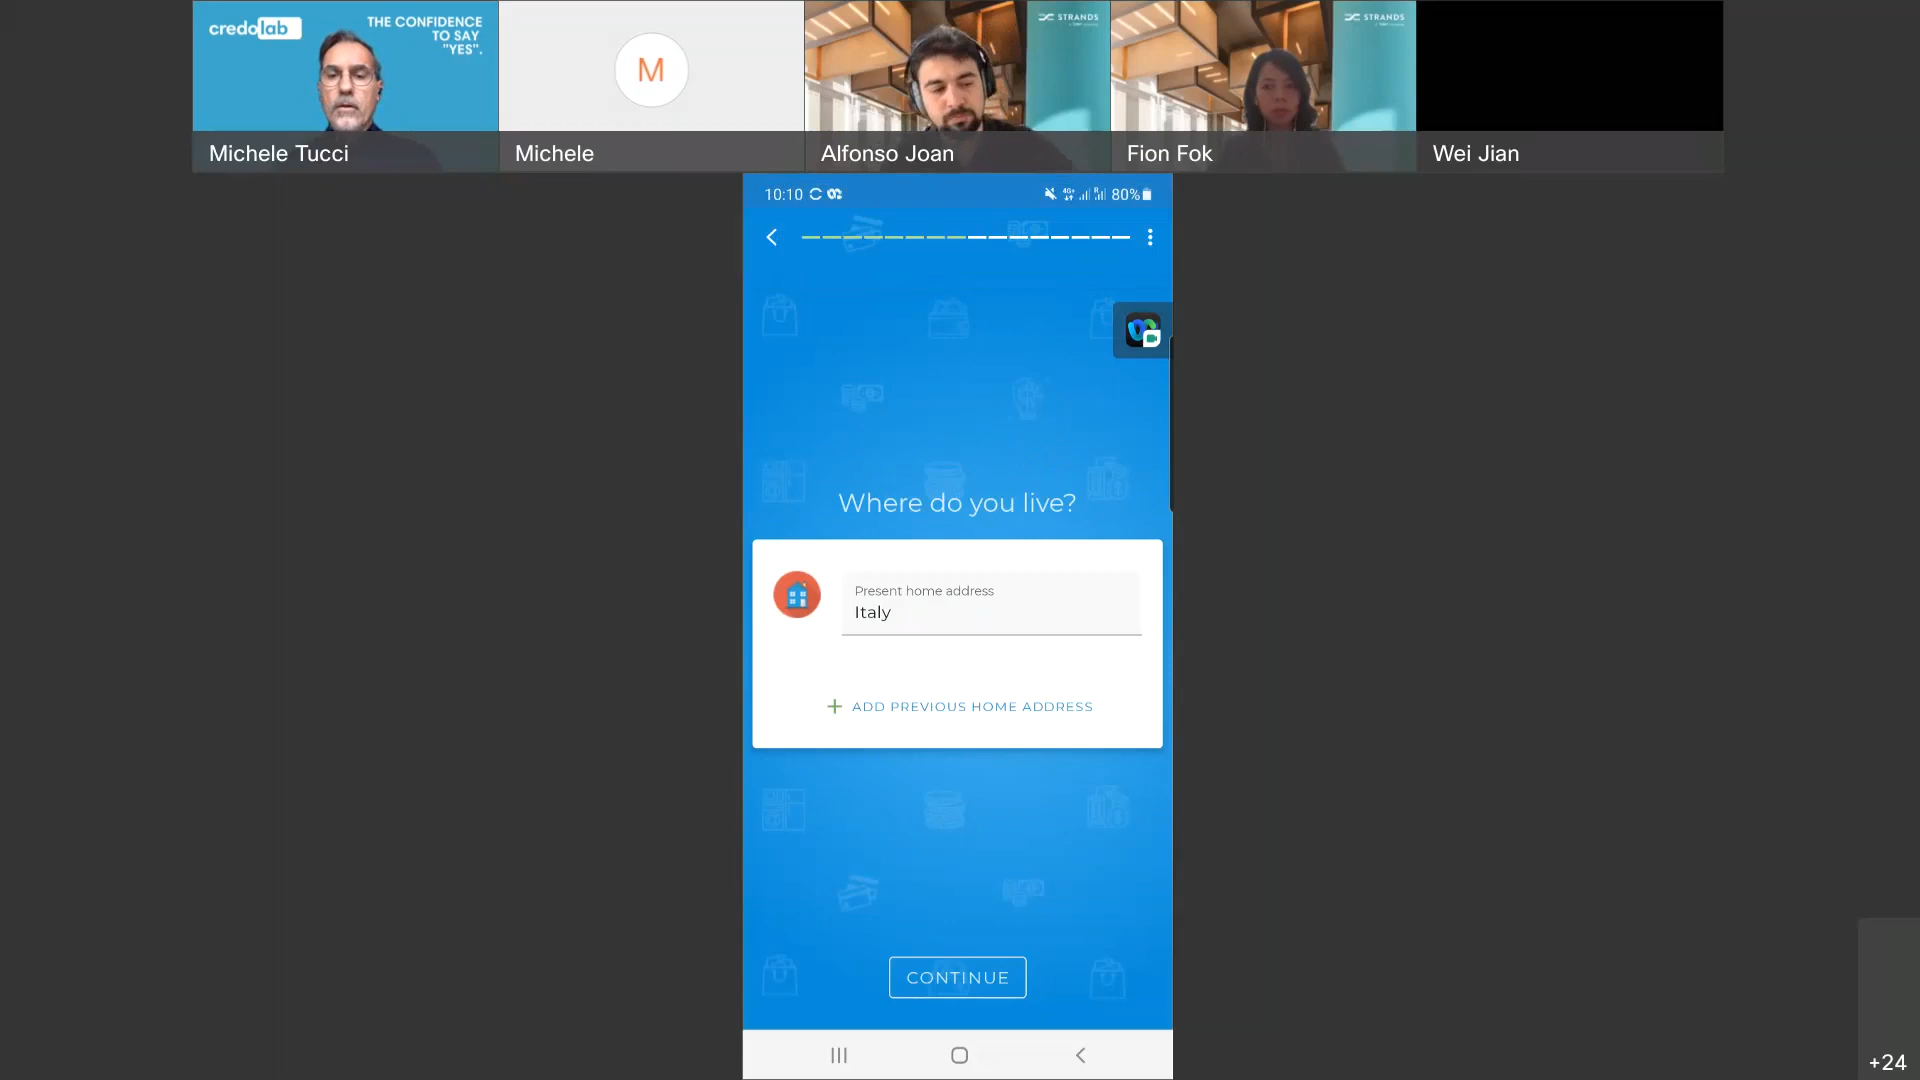 credolab
THE CONFIDENCE
TO SAY
"YES".
M
STRANDS
STRANDS
Michele Tucci
Michele
Alfonso Joan
Fion Fok
Wei Jian
10:10
4G+
R
80%
Where do you live?
Present home address
Italy
+ ADD PREVIOUS HOME ADDRESS
CONTINUE
+24